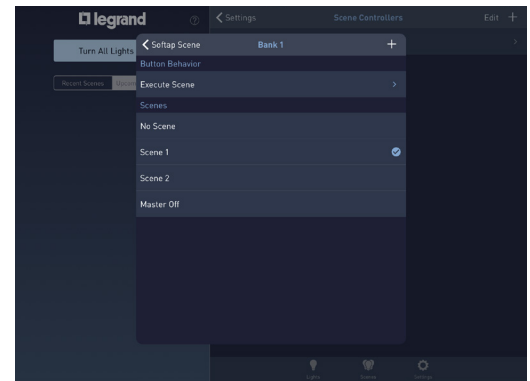 legrand
?
Settings
Scene Controllers
Edit +
Turn All Lights
Recent Scenes
Softap Scene
Bank 1
+
Button Behavior
Execute Scene
Scenes
No Scene
Scene 1
Scene 2
Master Off
Lights
Scenes
Settings